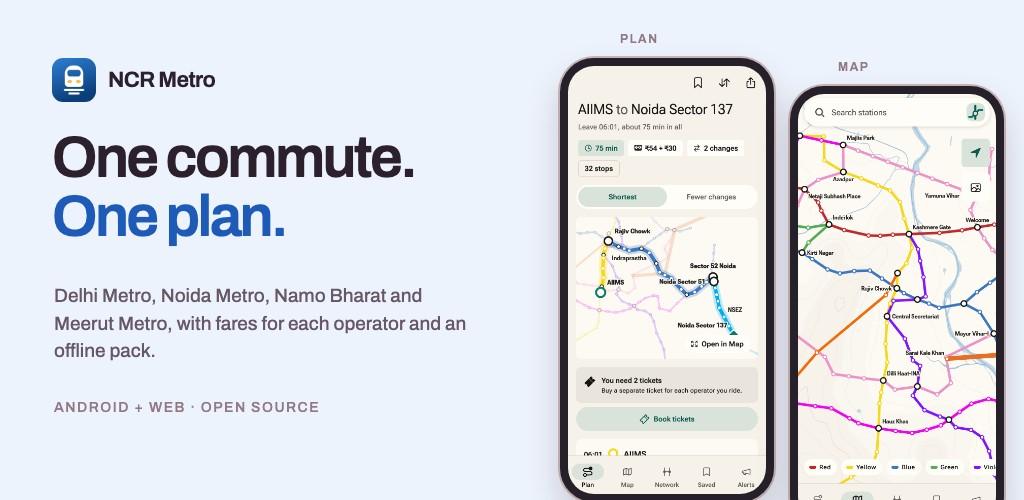 NCR Metro
One commute.
One plan.
Delhi Metro, Noida Metro, Namo Bharat and
Meerut Metro, with fares for each operator and an
offline pack.
ANDROID + WEB · OPEN SOURCE
PLAN
AIIMS to Noida Sector 137
Leave 06:01, about 75 min in all
75 min
₹54 + ₹30
2 changes
32 stops
Shortest
Fewer changes
Rajiv Chowk
Indraprastha
Sector 52 Noida
AIIMS
Noida Sector 51
NSEZ
Noida Sector 137
Open in Map
You need 2 tickets
Buy a separate ticket for each operator you ride.
Book tickets
06:01 AIIMS
Plan
Map
Network
Saved
Alerts
MAP
Search stations
Majlis Park
Azadpur
Netaji Subhash Place
Yamuna Vihar
Inderlok
Welcome
Kashmere Gate
Kirti Nagar
Rajiv Chowk
Central Secretariat
Mayur Vihar-I
Sarai Kale Khan
Dilli Haat-INA
Hauz Khas
Red
Yellow
Blue
Green
Viol